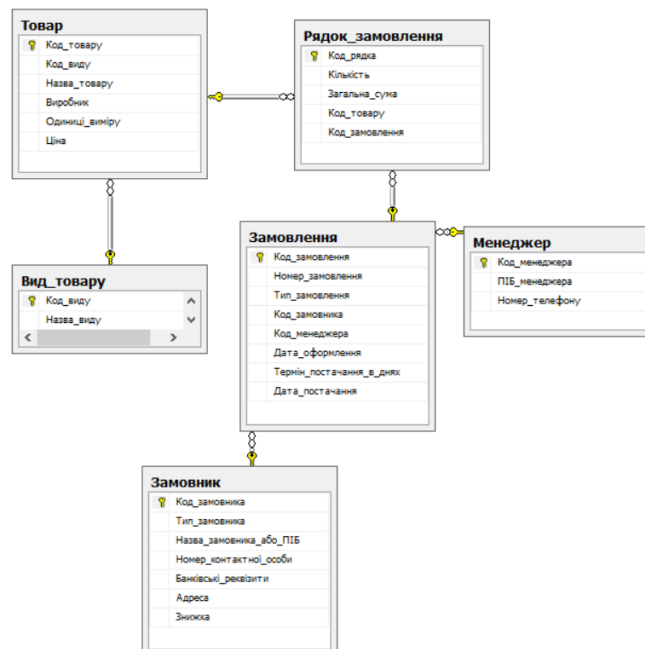 Товар
Код_товару
Код_виду
Назва_товару
Виробник
Одиниці_виміру
Ціна
Рядок_замовлення
Код_рядка
Кількість
Загальна_сума
Код_товару
Код_замовлення
Вид_товару
Код_виду
Назва_виду
Замовлення
Код_замовлення
Номер_замовлення
Тип_замовлення
Код_замовника
Код_менеджера
Дата_оформлення
Термін_постачання_в_днях
Дата_постачання
Менеджер
Код_менеджера
ПІБ_менеджера
Номер_телефону
Замовник
Код_замовника
Тип_замовника
Назва_замовника_або_ПІБ
Номер_контактної_особи
Банківські_реквізити
Адреса
Знижка